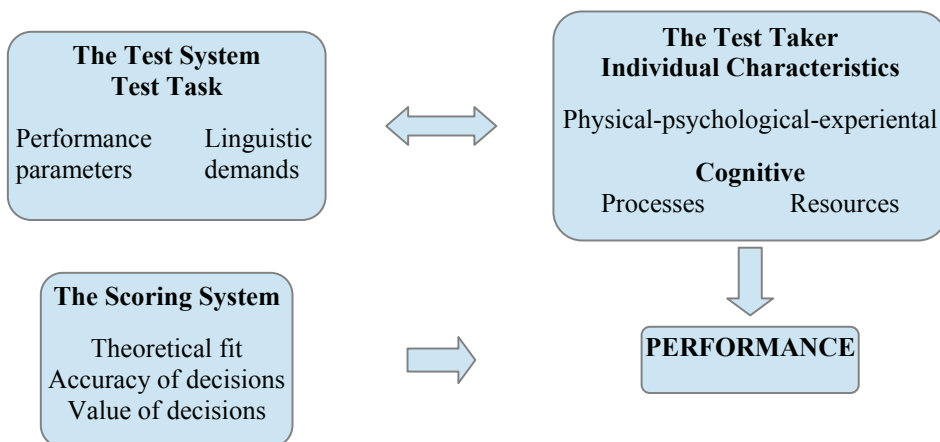 The Test System
Test Task
Performance parameters
Linguistic demands
The Test Taker
Individual Characteristics
Physical-psychological-experiental
Cognitive
Processes Resources
The Scoring System
Theoretical fit
Accuracy of decisions
Value of decisions
PERFORMANCE